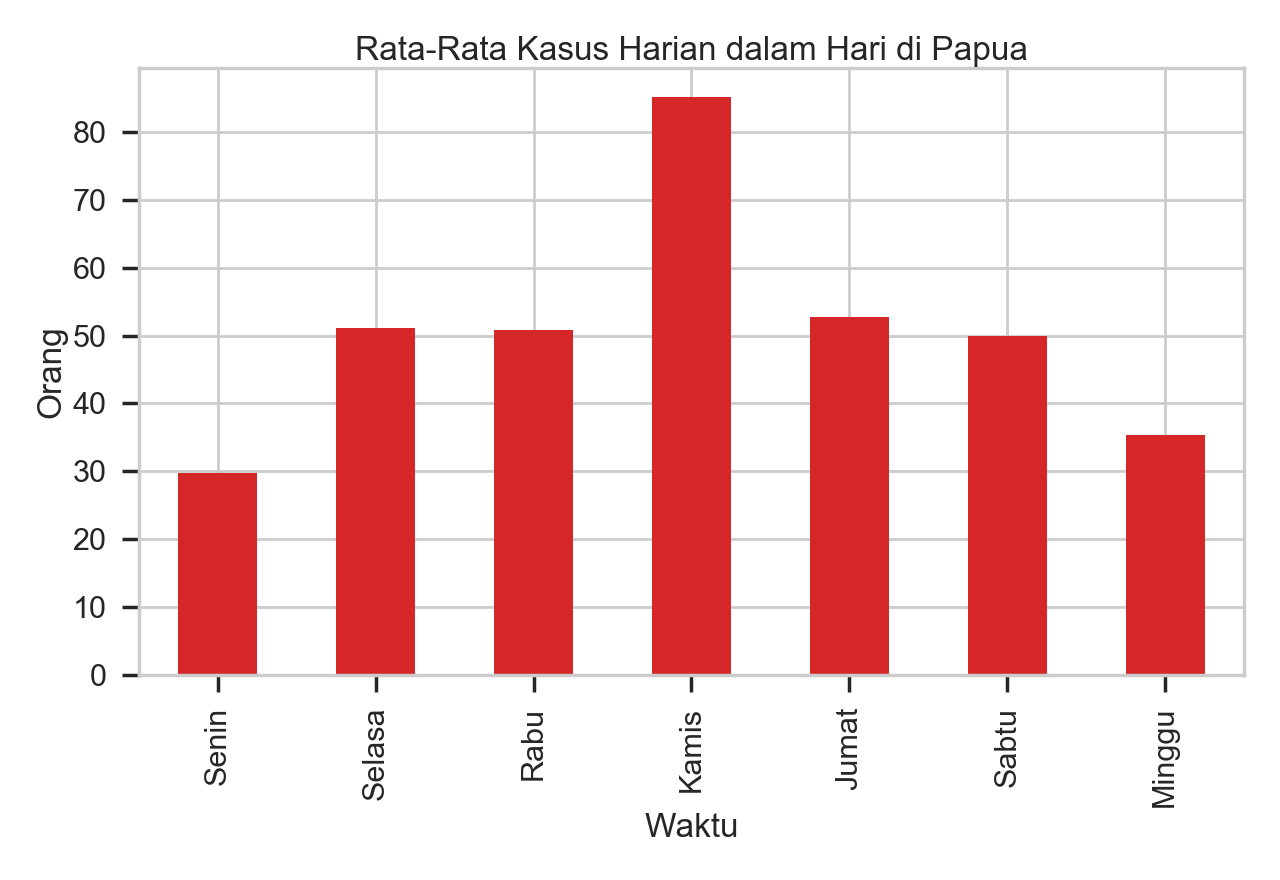 Rata-Rata Kasus Harian dalam Hari di Papua
Orang
80
70
60
50
40
30
20
10
0
Senin
Selasa
Rabu
Kamis
Jumat
Sabtu
Minggu
Waktu